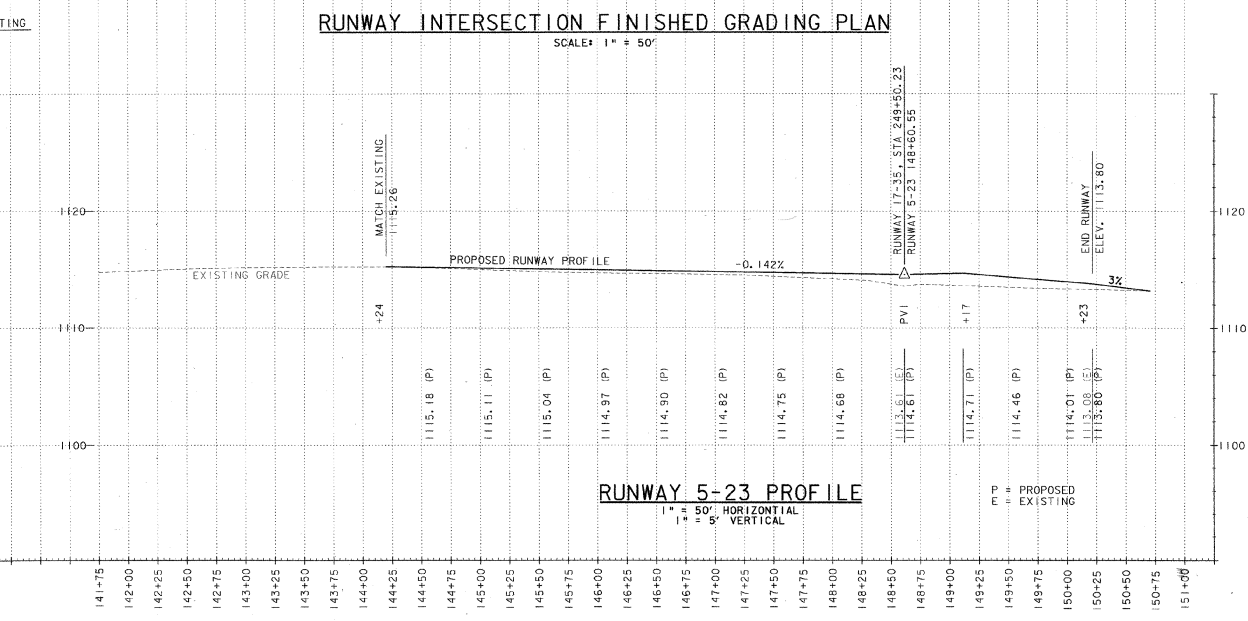 TING
RUNWAY INTERSECTION FINISHED GRADING PLAN
SCALE: 1" = 50'
MATCH EXISTING
1115.26
RUNWAY 17-35, STA 249+50.23
RUNWAY 5-23 148+60.55
END RUNWAY
ELEV. 1113.80
1120
1120
EXISTING GRADE
PROPOSED RUNWAY PROFILE
-0.142%
3%
1110
1110
+24
PVI
+17
+23
1115.18 (P)
1115.11 (P)
1115.04 (P)
1114.97 (P)
1114.90 (P)
1114.82 (P)
1114.75 (P)
1114.68 (P)
1113.61 (E)
1114.61 (P)
1114.71 (P)
1114.46 (P)
1114.01 (P)
1113.08 (E)
1113.80 (P)
1100
1100
RUNWAY 5-23 PROFILE
1" = 50' HORIZONTIAL
1" = 5' VERTICAL
P = PROPOSED
E = EXISTING
141+75
142+00
142+25
142+50
142+75
143+00
143+25
143+50
143+75
144+00
144+25
144+50
144+75
145+00
145+25
145+50
145+75
146+00
146+25
146+50
146+75
147+00
147+25
147+50
147+75
148+00
148+25
148+50
148+75
149+00
149+25
149+50
149+75
150+00
150+25
150+50
150+75
151+00